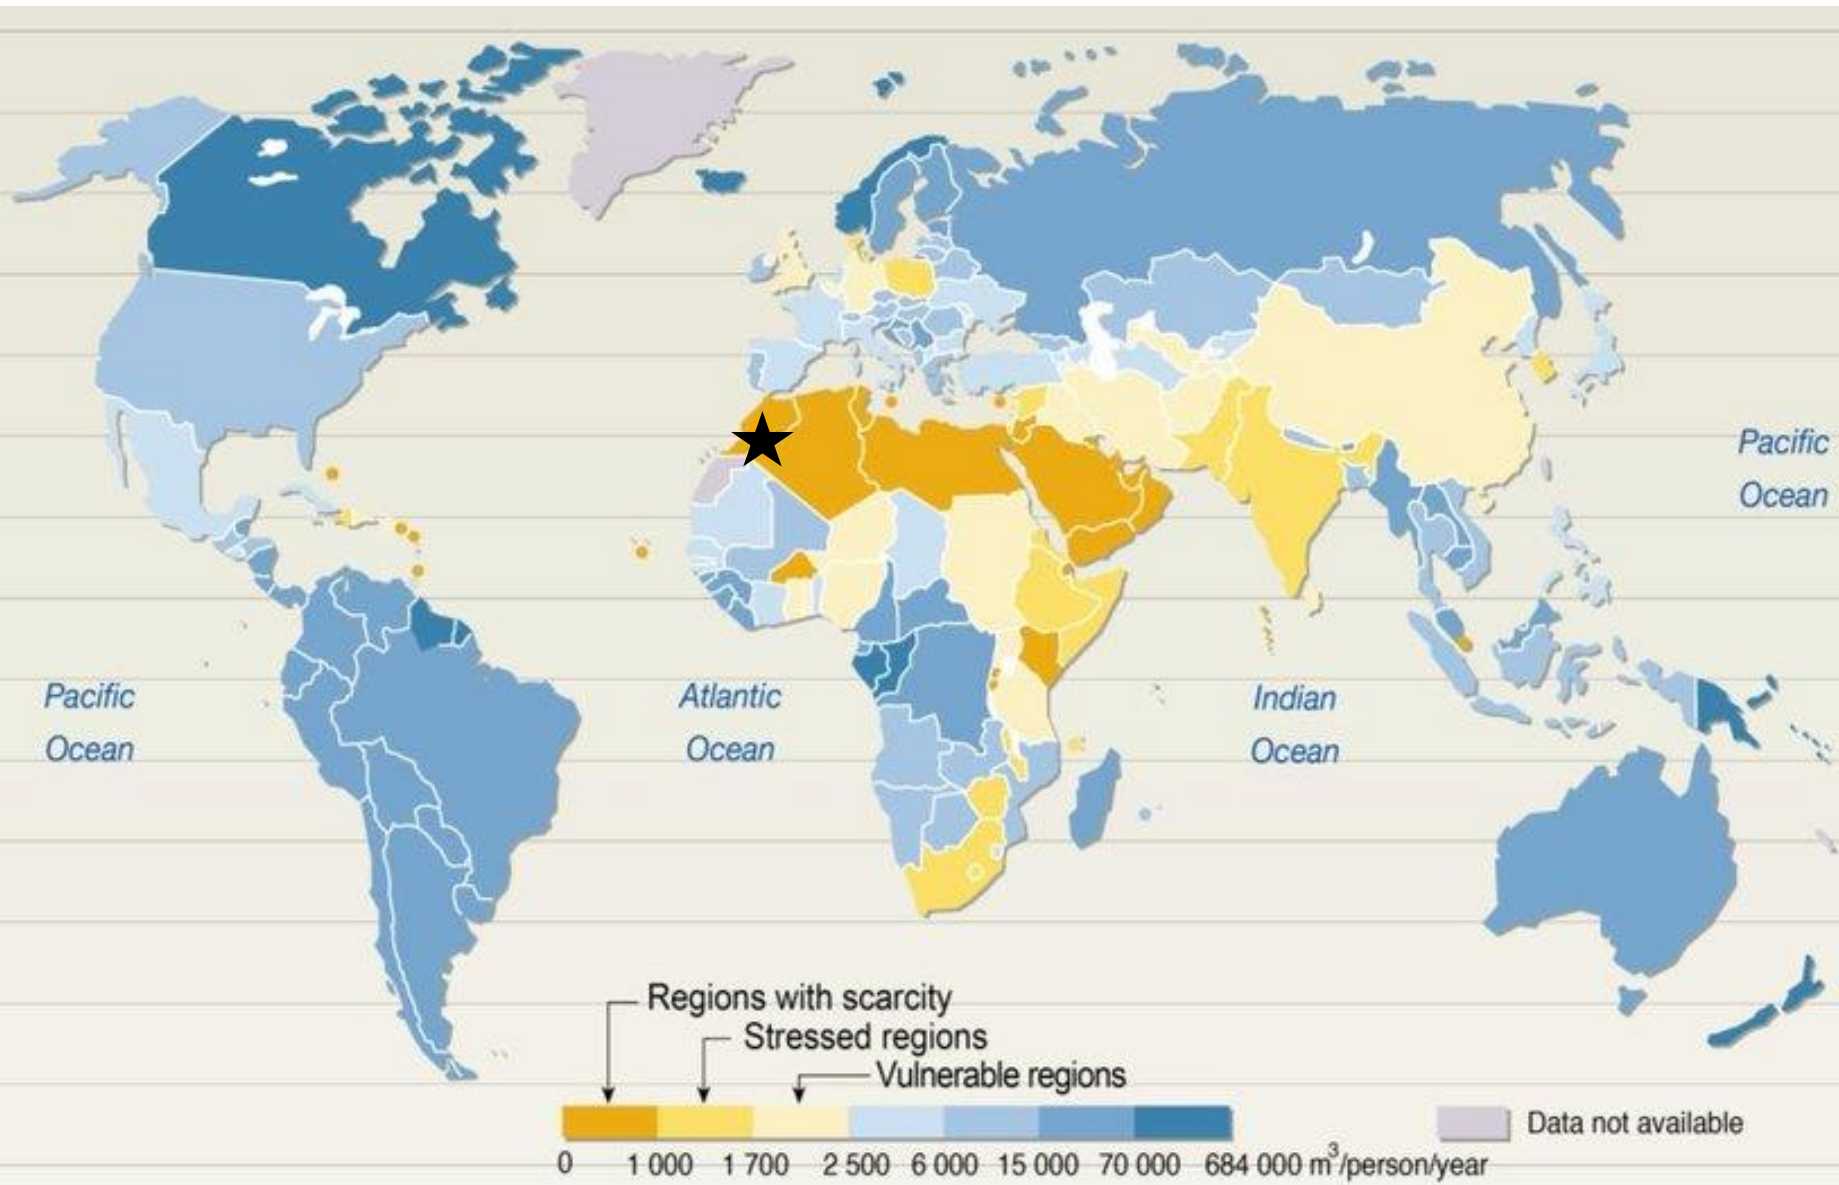 Pacific
Ocean
Pacific
Ocean
Atlantic
Ocean
Indian
Ocean
Regions with scarcity
Stressed regions
Vulnerable regions
Data not available
0 1 000 1 700 2 500 6 000 15 000 70 000 684 000 m³/person/year